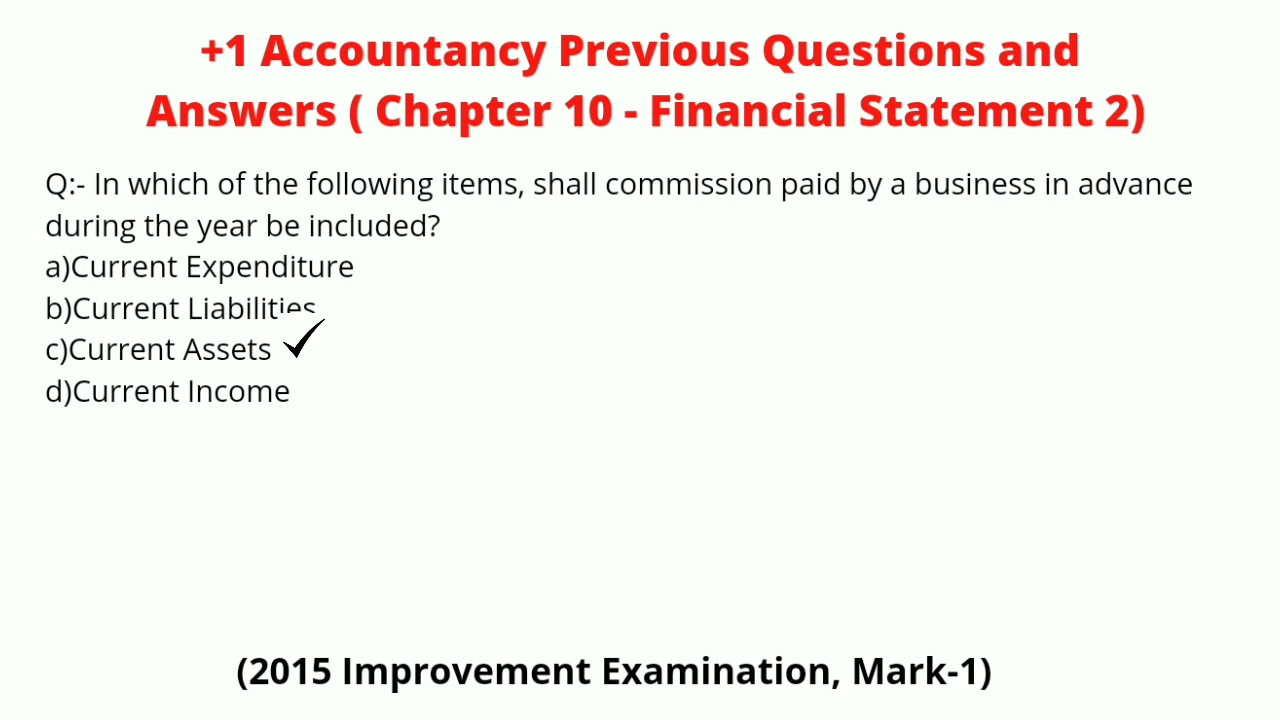 +1 Accountancy Previous Questions and
Answers ( Chapter 10 - Financial Statement 2)
Q:- In which of the following items, shall commission paid by a business in advance
during the year be included?
a)Current Expenditure
b)Current Liabilities
c)Current Assets
d)Current Income
(2015 Improvement Examination, Mark-1)